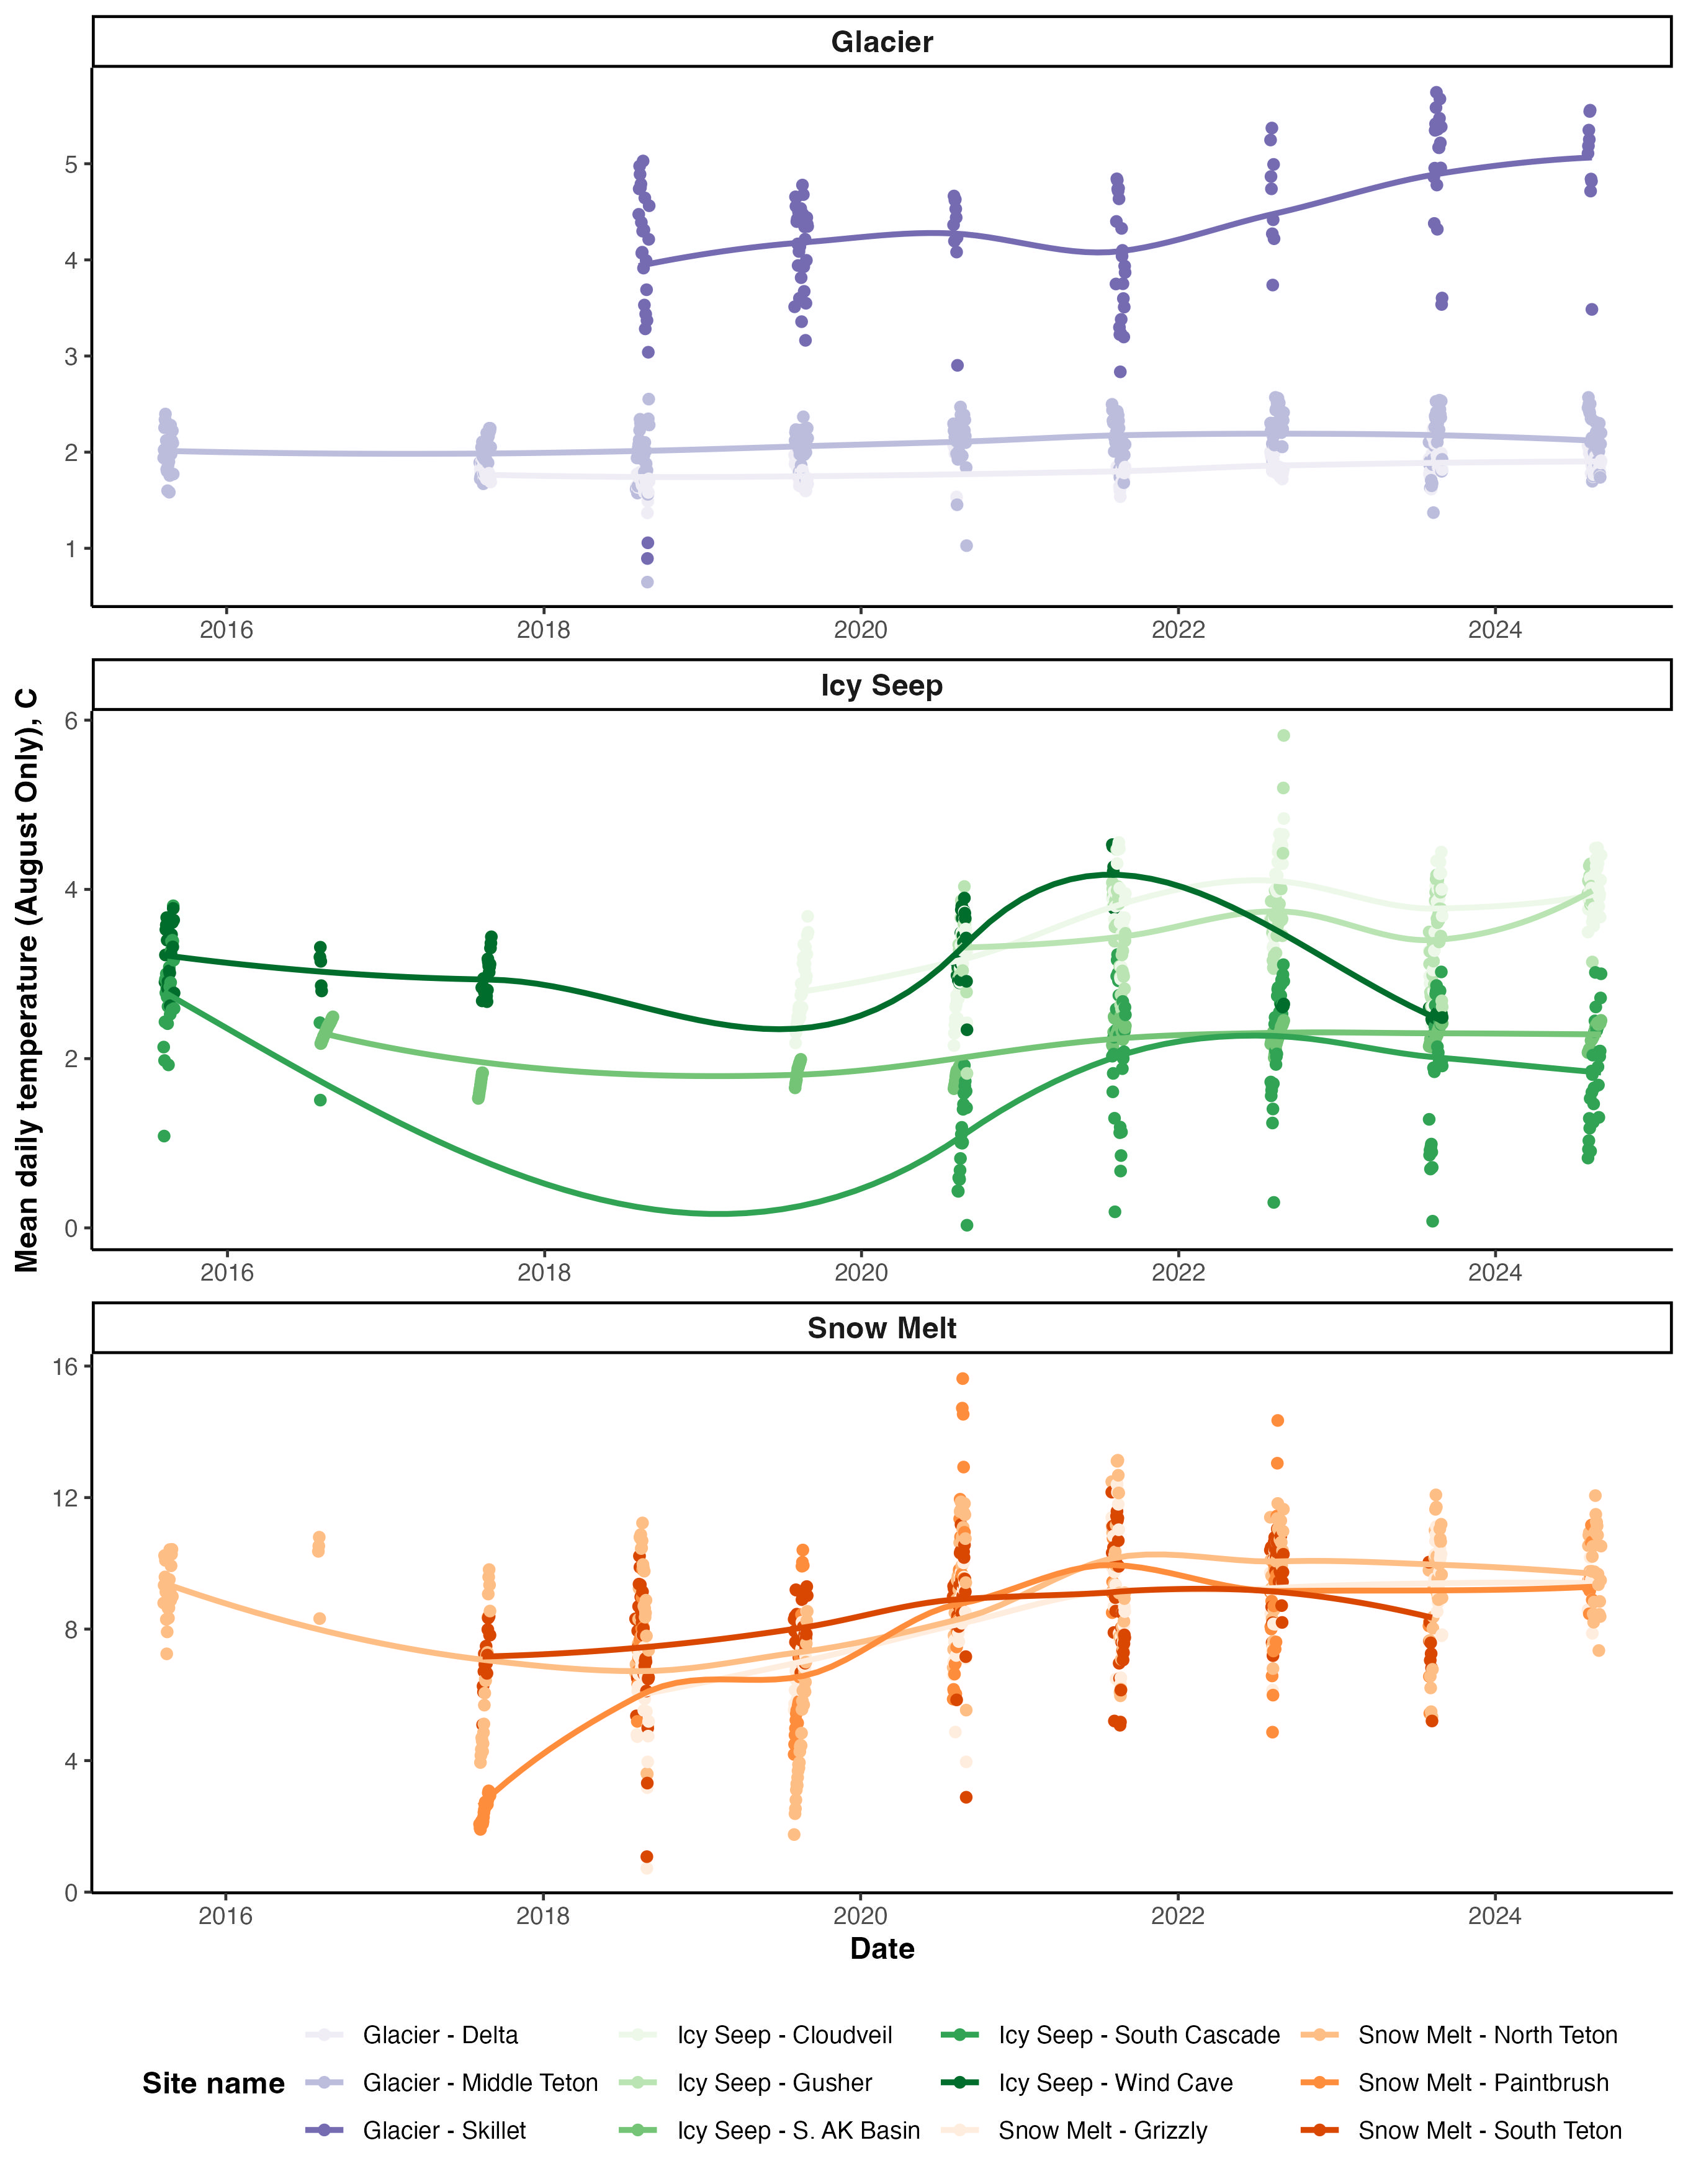 Glacier
5
4
3
2
1
2016 2018 2020 2022 2024
Icy Seep
6
4
2
0
2016 2018 2020 2022 2024
Mean daily temperature (August Only), C
Snow Melt
16
12
8
4
0
2016 2018 2020 2022 2024
Date
Site name
Glacier - Delta
Glacier - Middle Teton
Glacier - Skillet
Icy Seep - Cloudveil
Icy Seep - Gusher
Icy Seep - S. AK Basin
Icy Seep - South Cascade
Icy Seep - Wind Cave
Snow Melt - Grizzly
Snow Melt - North Teton
Snow Melt - Paintbrush
Snow Melt - South Teton